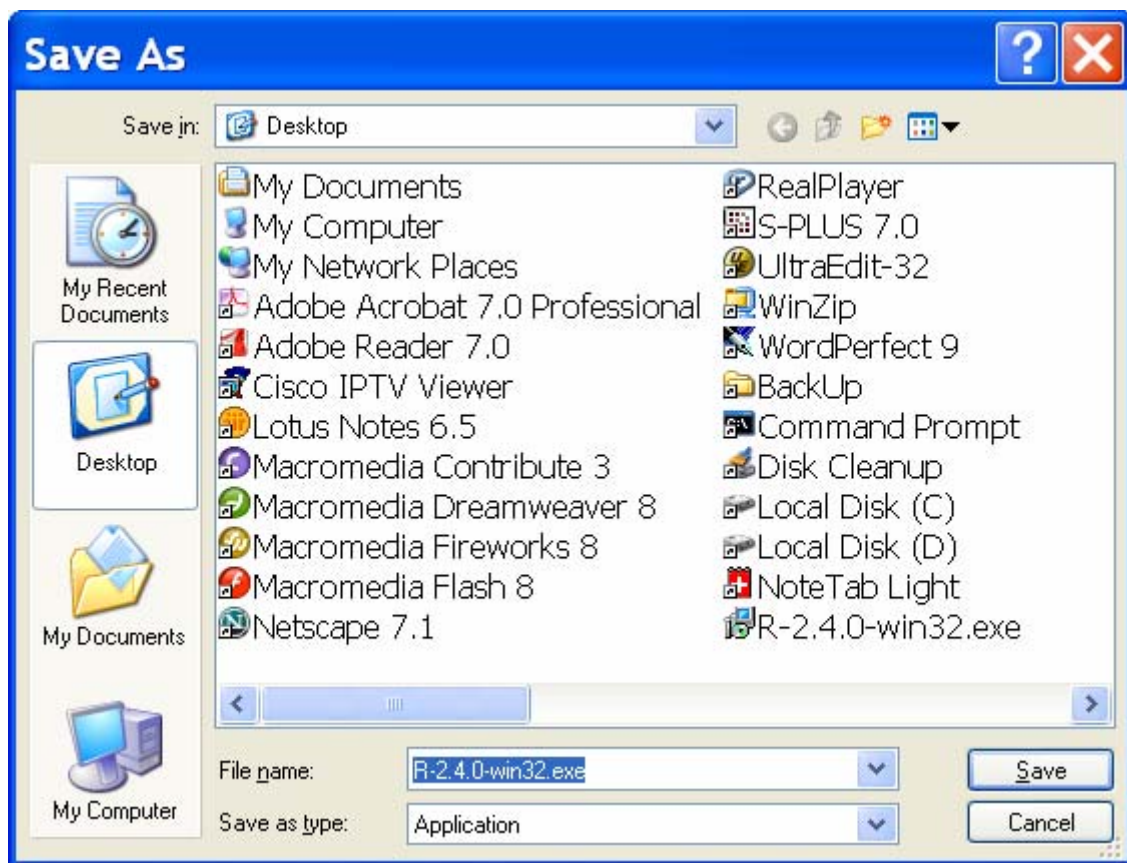 Save As
Save in:
Desktop
My Recent
Documents
Desktop
My Documents
My Computer
My Documents
My Computer
My Network Places
Adobe Acrobat 7.0 Professional
Adobe Reader 7.0
Cisco IPTV Viewer
Lotus Notes 6.5
Macromedia Contribute 3
Macromedia Dreamweaver 8
Macromedia Fireworks 8
Macromedia Flash 8
Netscape 7.1
RealPlayer
S-PLUS 7.0
UltraEdit-32
WinZip
WordPerfect 9
BackUp
Command Prompt
Disk Cleanup
Local Disk (C)
Local Disk (D)
NoteTab Light
R-2.4.0-win32.exe
File name:
R-2.4.0-win32.exe
Save
Save as type:
Application
Cancel